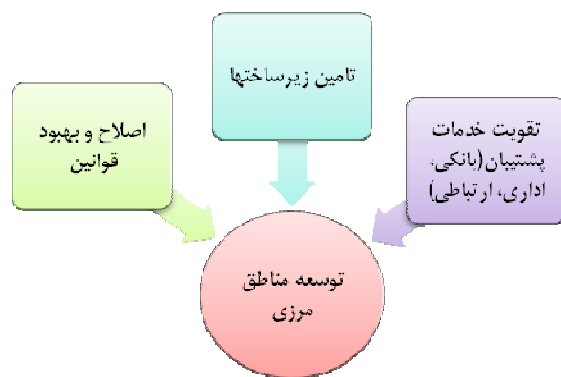 تامین زیرساختها
تقویت خدمات
پشتیبان(بانکی،
اداری، ارتباطی)
اصلاح و بهبود
قوانین
توسعه مناطق
مرزی